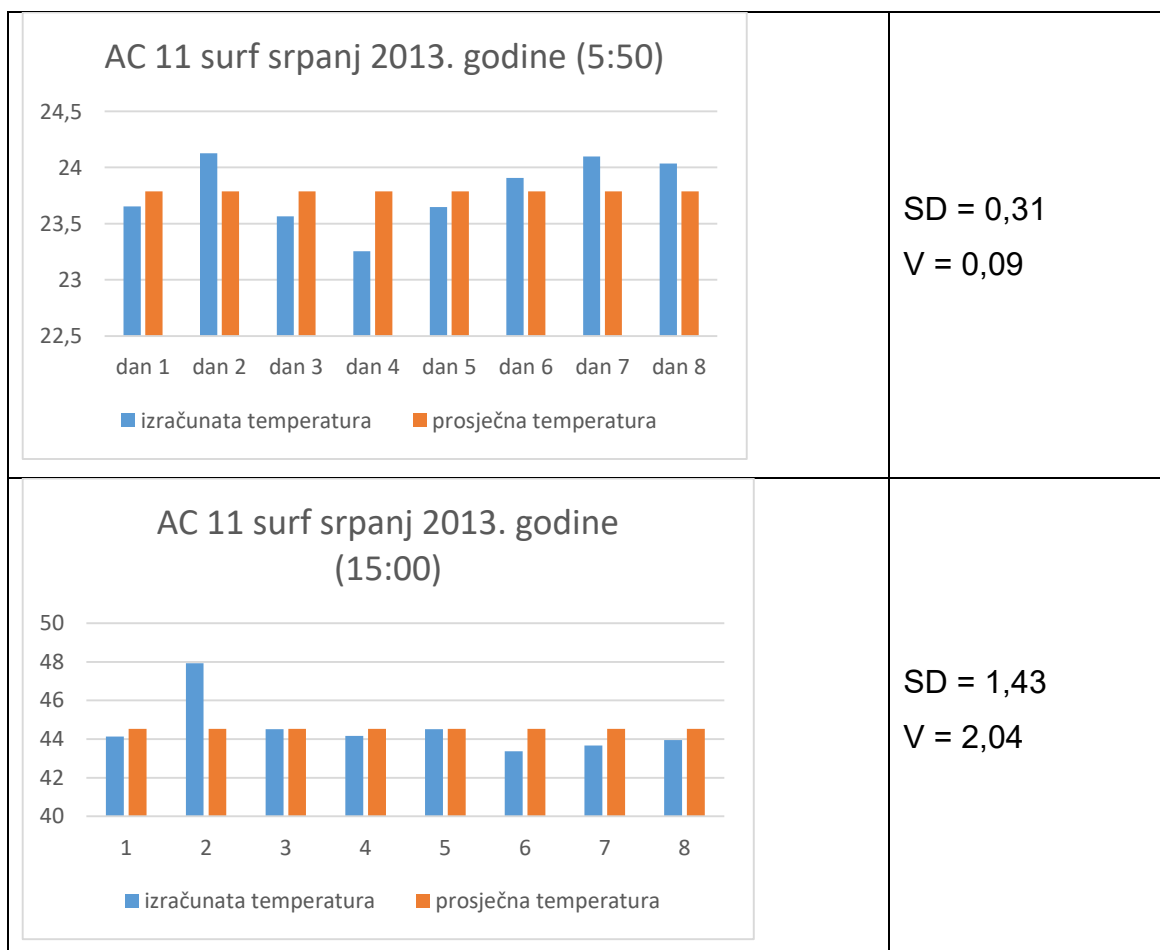 AC 11 surf srpanj 2013. godine (5:50)
24,5
24
23,5
23
22,5
dan 1 dan 2 dan 3 dan 4 dan 5 dan 6 dan 7 dan 8
izračunata temperatura prosječna temperatura
SD = 0,31
V = 0,09
AC 11 surf srpanj 2013. godine
(15:00)
50
48
46
44
42
40
1 2 3 4 5 6 7 8
izračunata temperatura prosječna temperatura
SD = 1,43
V = 2,04